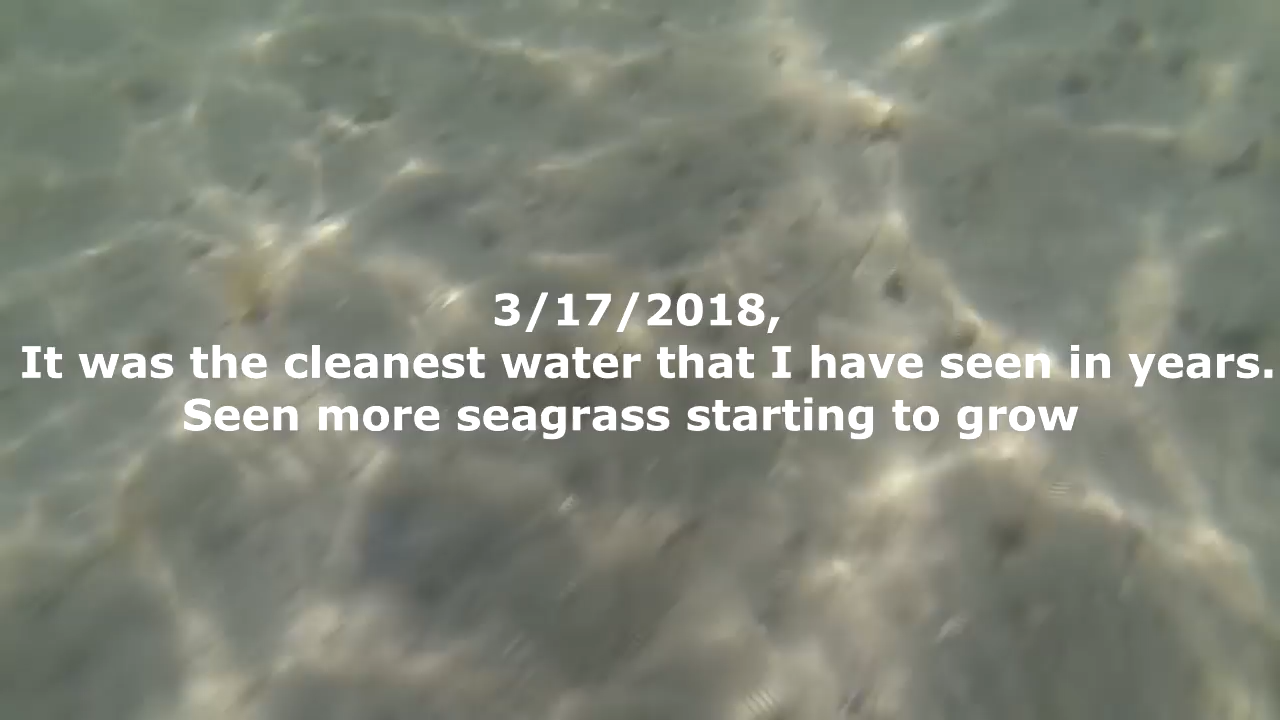 3/17/2018,
It was the cleanest water that I have seen in years.
Seen more seagrass starting to grow